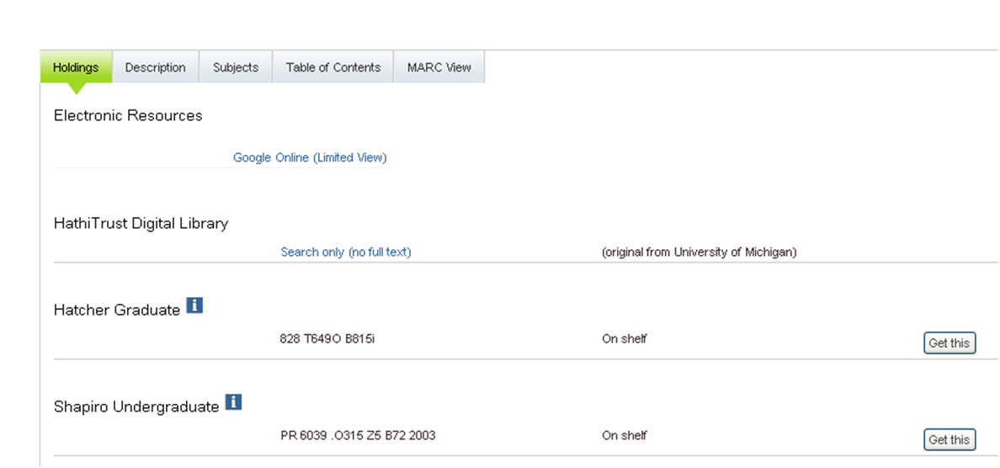 Holdings Description Subjects Table of Contents MARC View
Electronic Resources
Google Online (Limited View)
HathiTrust Digital Library
Search only (no full text) (original from University of Michigan)
Hatcher Graduate i
828 T649O B815i On shelf Get this
Shapiro Undergraduate i
PR 6039 .O315 Z5 B72 2003 On shelf Get this